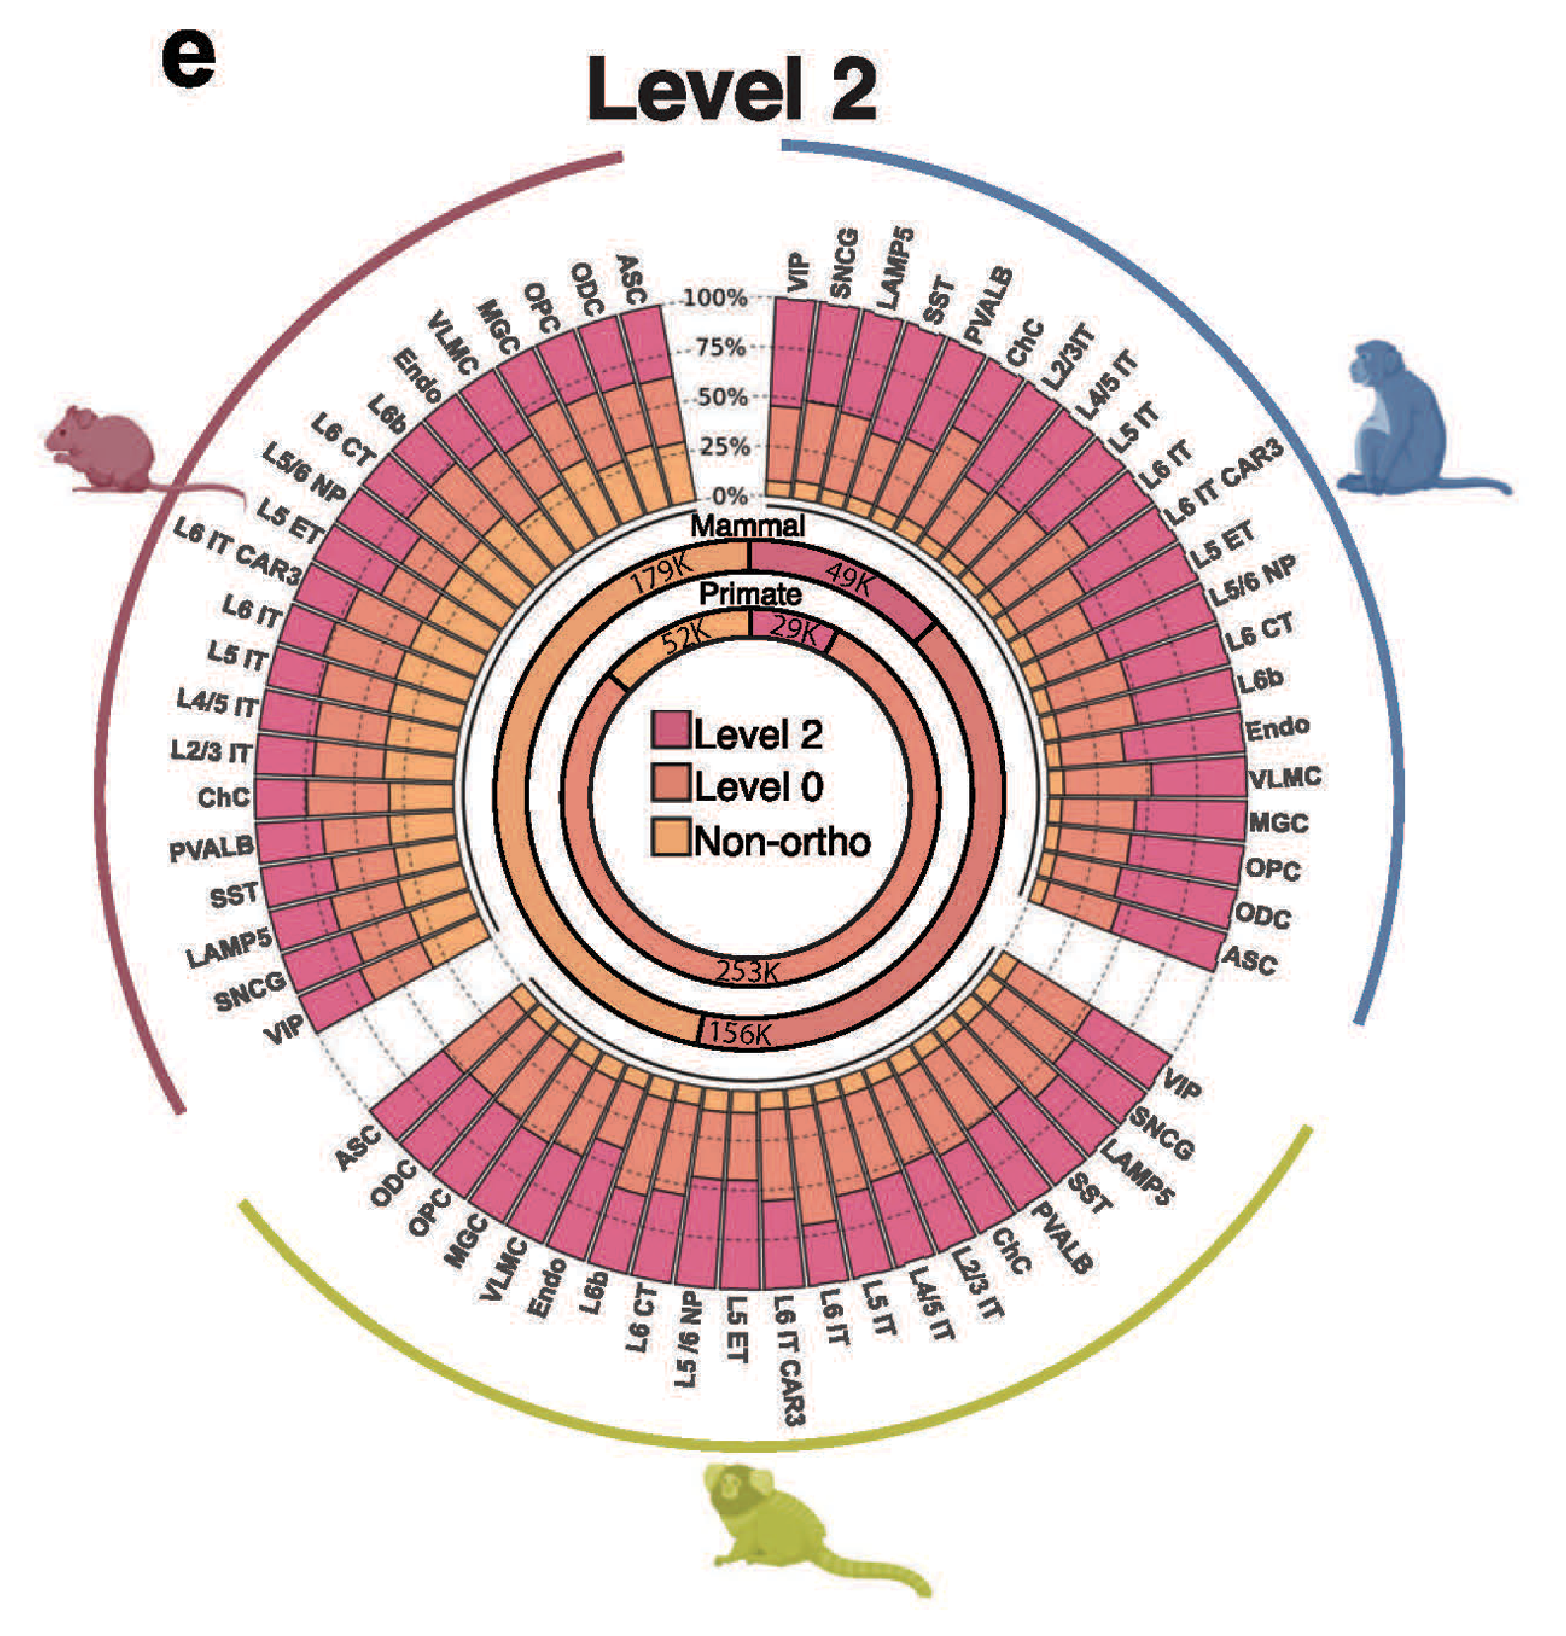 e
Level 2
VIP
SNCG
LAMP5
SST
PVALB
ChC
L2/3IT
L4/5 IT
L5 IT
L6 IT
L6 IT CAR3
L5 ET
L5/6 NP
L6 CT
L6b
Endo
VLMC
MGC
OPC
ODC
ASC
VIP
SNCG
LAMP5
SST
PVALB
ChC
L2/3 IT
L4/5 IT
L5 IT
L6 IT
L6 IT CAR3
L5 ET
L5 /6 NP
L6 CT
L6b
Endo
VLMC
MGC
OPC
ODC
ASC
VIP
SNCG
LAMP5
SST
PVALB
ChC
L2/3 IT
L4/5 IT
L5 IT
L6 IT
L6 IT CAR3
L5 ET
L5/6 NP
L6 CT
L6b
Endo
VLMC
MGC
OPC
ODC
ASC
100%
75%
50%
25%
0%
Mammal
179K
49K
Primate
52K
29K
Level 2
Level 0
Non-ortho
253K
156K